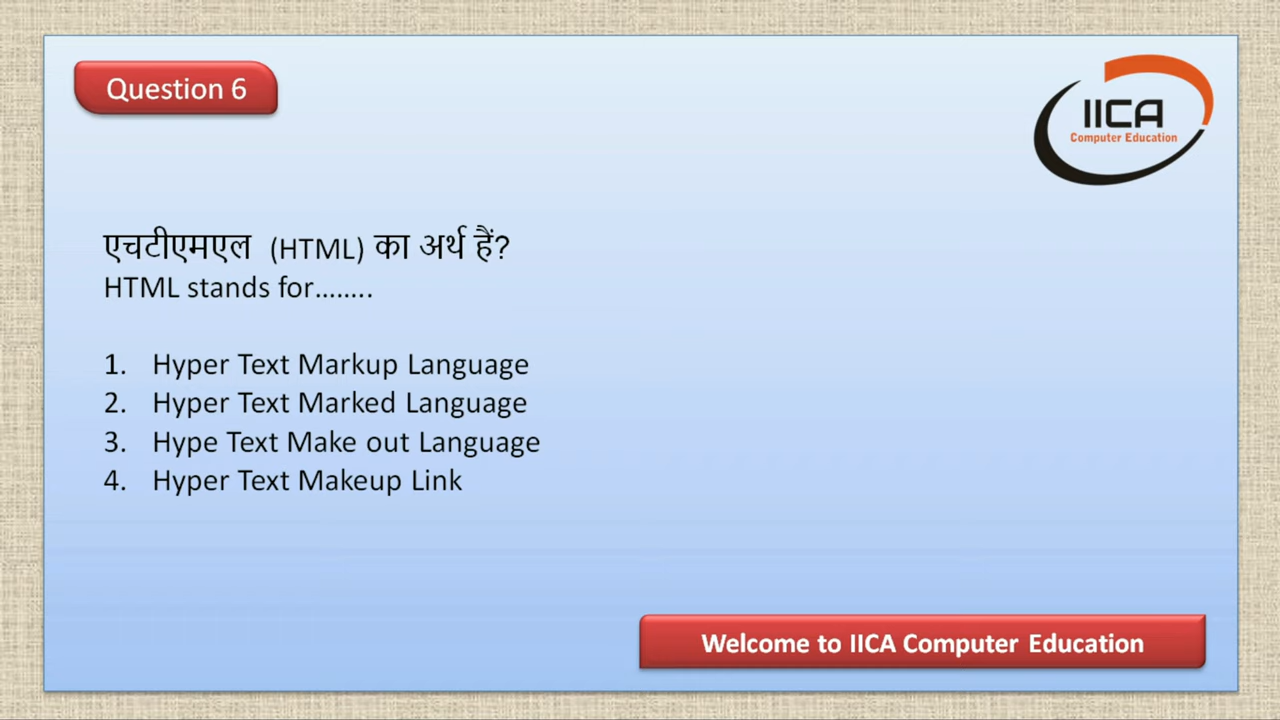 Question 6
IICA
Computer Education
एचटीएमएल (HTML) का अर्थ हैं?
HTML stands for........
1. Hyper Text Markup Language
2. Hyper Text Marked Language
3. Hype Text Make out Language
4. Hyper Text Makeup Link
Welcome to IICA Computer Education